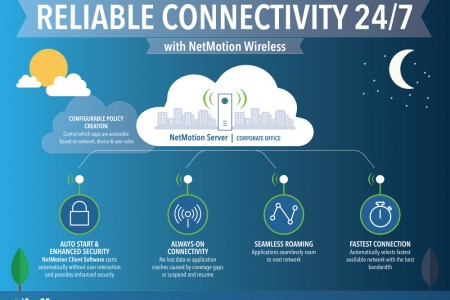 RELIABLE CONNECTIVITY 24/7
with NetMotion Wireless
CONFIGURABLE POLICY
CREATION
Control which apps are accessible
based on network, device & user rules
NetMotion Server | CORPORATE OFFICE
AUTO START &
ENHANCED SECURITY
NetMotion Client Software starts
automatically without user interaction
and provides enhanced security
ALWAYS-ON
CONNECTIVITY
No lost data or application
crashes caused by coverage gaps
or suspend and resume
SEAMLESS ROAMING
Applications seamlessly roam
to next network
FASTEST CONNECTION
Automatically selects fastest
available network with the best
bandwidth